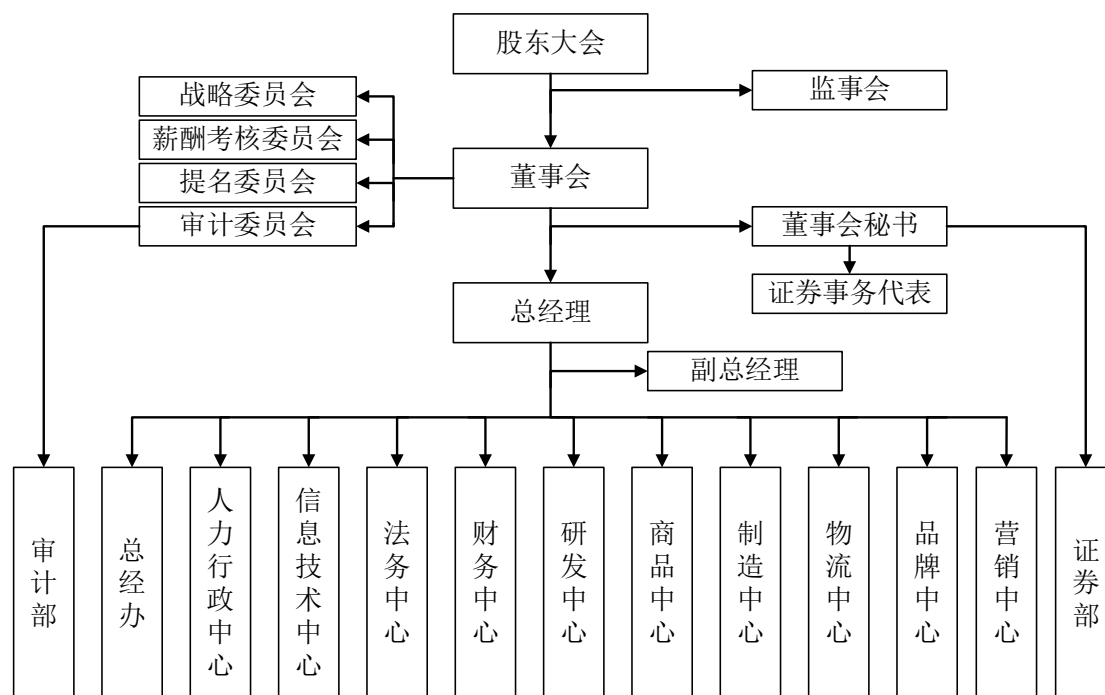 股东大会
监事会
战略委员会
薪酬考核委员会
提名委员会
审计委员会
董事会
董事会秘书
证券事务代表
总经理
副总经理
审计部
总经办
人力行政中心
信息技术中心
法务中心
财务中心
研发中心
商品中心
制造中心
物流中心
品牌中心
营销中心
证券部